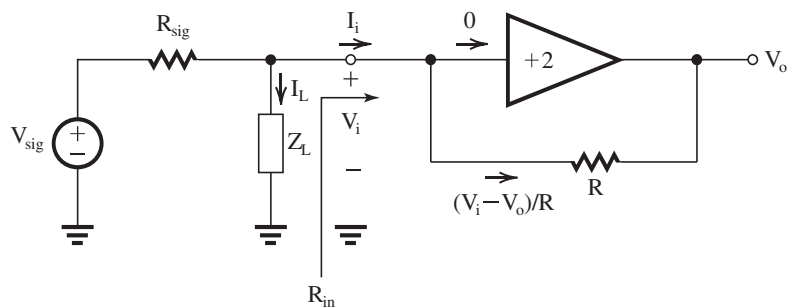 R_sig
I_i
0
+2
V_o
I_L
+
V_sig
+
−
Z_L
V_i
−
R
(V_i−V_o)/R
R_in